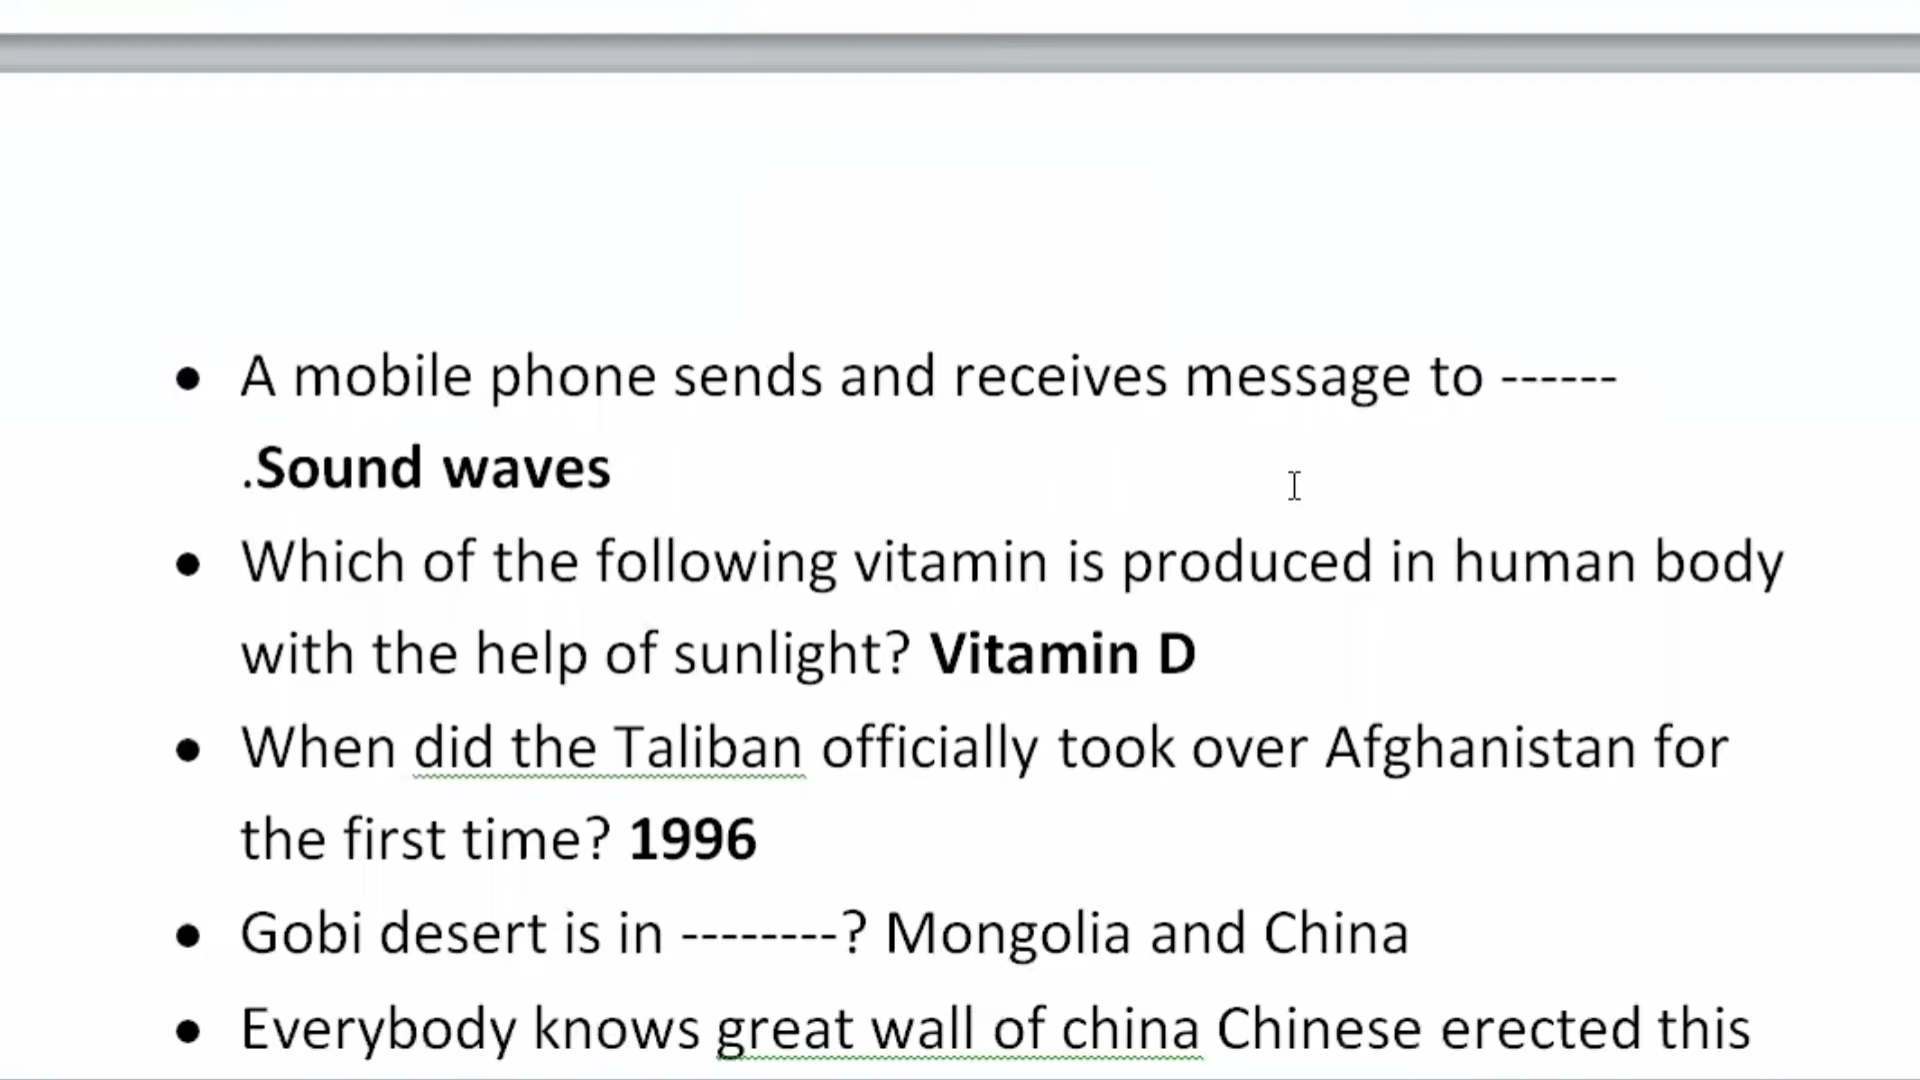 • A mobile phone sends and receives message to ------
.Sound waves
• Which of the following vitamin is produced in human body
with the help of sunlight? Vitamin D
• When did the Taliban officially took over Afghanistan for
the first time? 1996
• Gobi desert is in --------? Mongolia and China
• Everybody knows great wall of china Chinese erected this